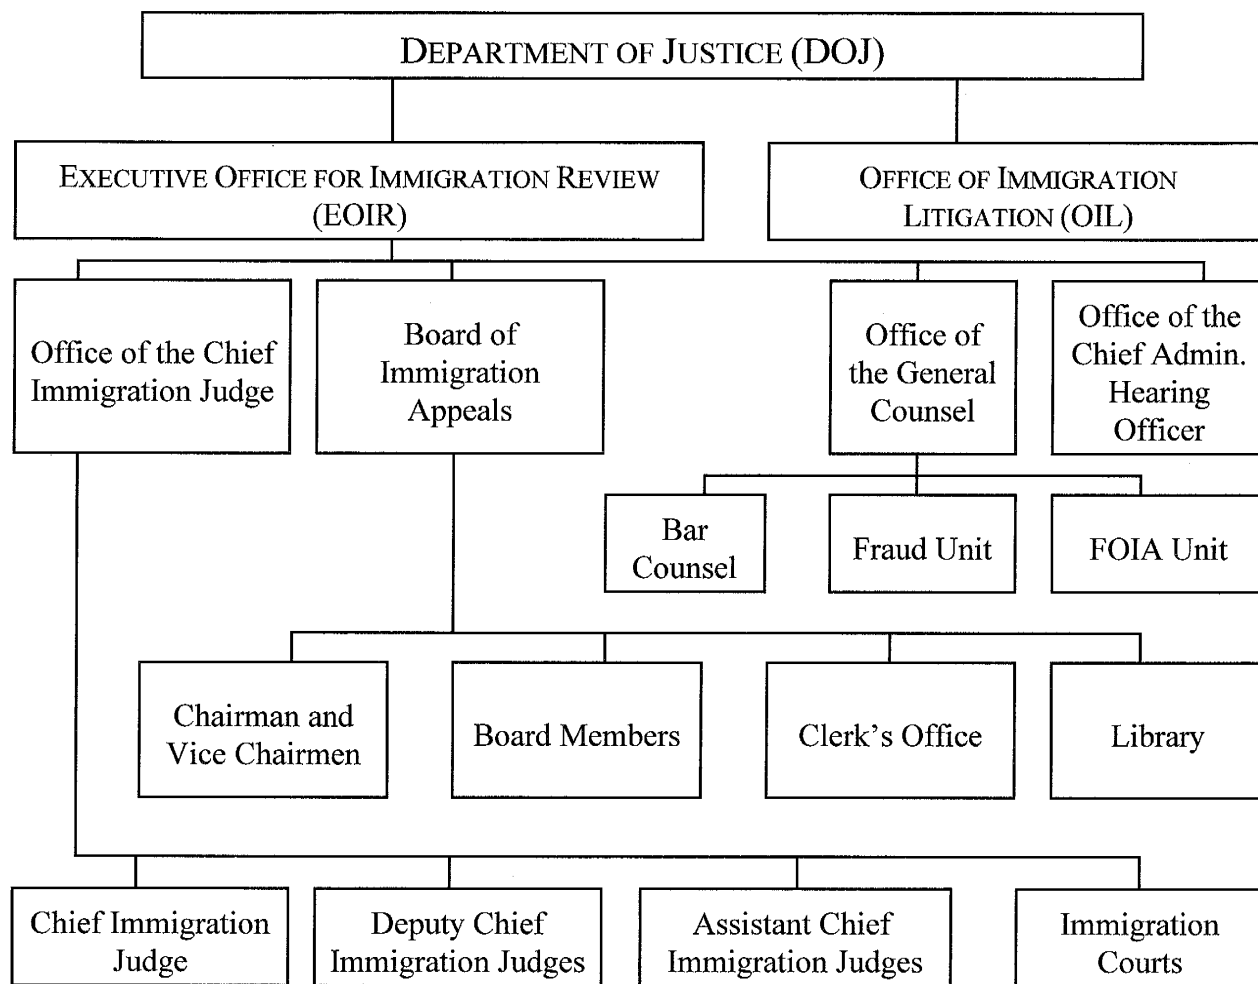 DEPARTMENT OF JUSTICE (DOJ)
EXECUTIVE OFFICE FOR IMMIGRATION REVIEW
(EOIR)
OFFICE OF IMMIGRATION
LITIGATION (OIL)
Office of the Chief
Immigration Judge
Board of
Immigration
Appeals
Office of
the General
Counsel
Office of the
Chief Admin.
Hearing
Officer
Bar
Counsel
Fraud Unit
FOIA Unit
Chairman and
Vice Chairmen
Board Members
Clerk's Office
Library
Chief Immigration
Judge
Deputy Chief
Immigration Judges
Assistant Chief
Immigration Judges
Immigration
Courts